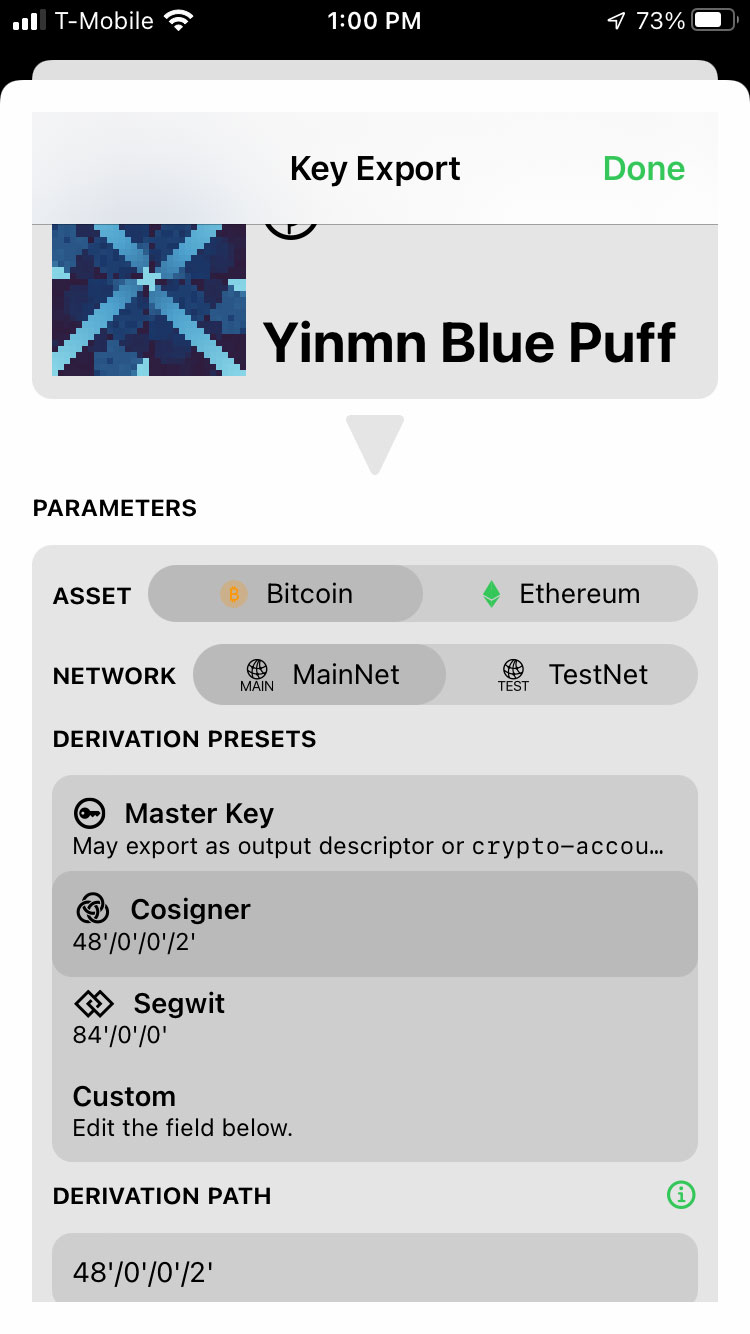 T-Mobile 1:00 PM 73%
Key Export Done
Yinmn Blue Puff
PARAMETERS
ASSET Bitcoin Ethereum
NETWORK MAIN MainNet TEST TestNet
DERIVATION PRESETS
Master Key
May export as output descriptor or crypto-accou...
Cosigner
48'/0'/0'/2'
Segwit
84'/0'/0'
Custom
Edit the field below.
DERIVATION PATH
48'/0'/0'/2'